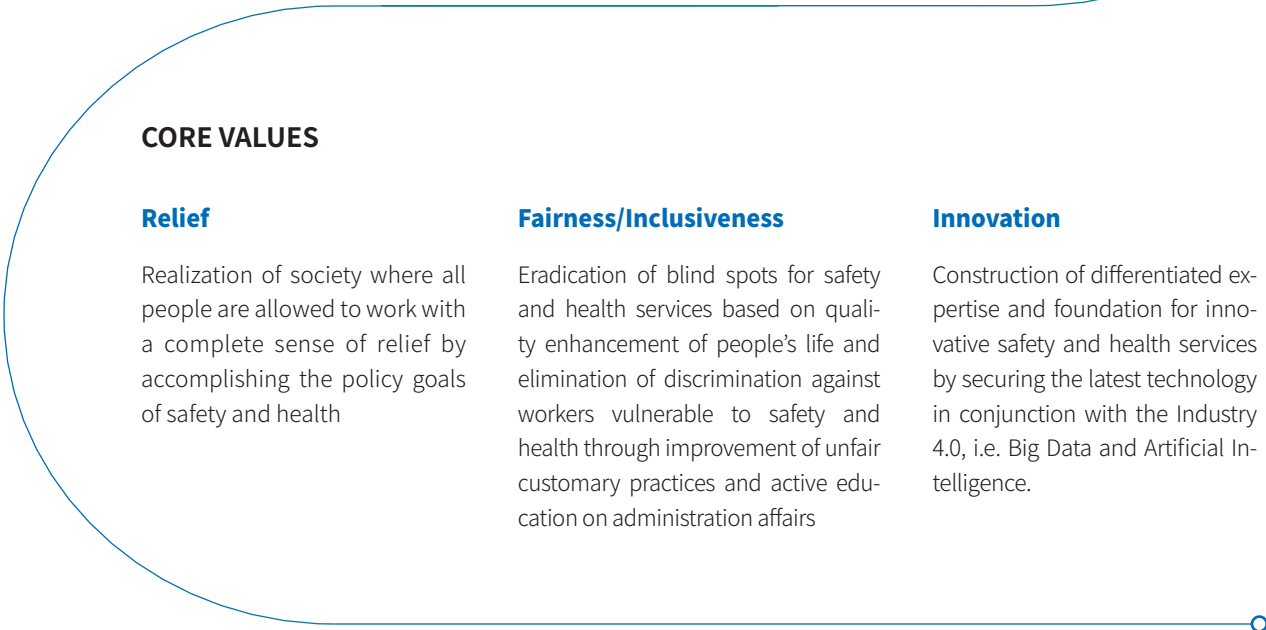 CORE VALUES
Relief
Realization of society where all
people are allowed to work with
a complete sense of relief by
accomplishing the policy goals
of safety and health
Fairness/Inclusiveness
Eradication of blind spots for safety
and health services based on quali-
ty enhancement of people’s life and
elimination of discrimination against
workers vulnerable to safety and
health through improvement of unfair
customary practices and active edu-
cation on administration affairs
Innovation
Construction of differentiated ex-
pertise and foundation for inno-
vative safety and health services
by securing the latest technology
in conjunction with the Industry
4.0, i.e. Big Data and Artificial In-
telligence.